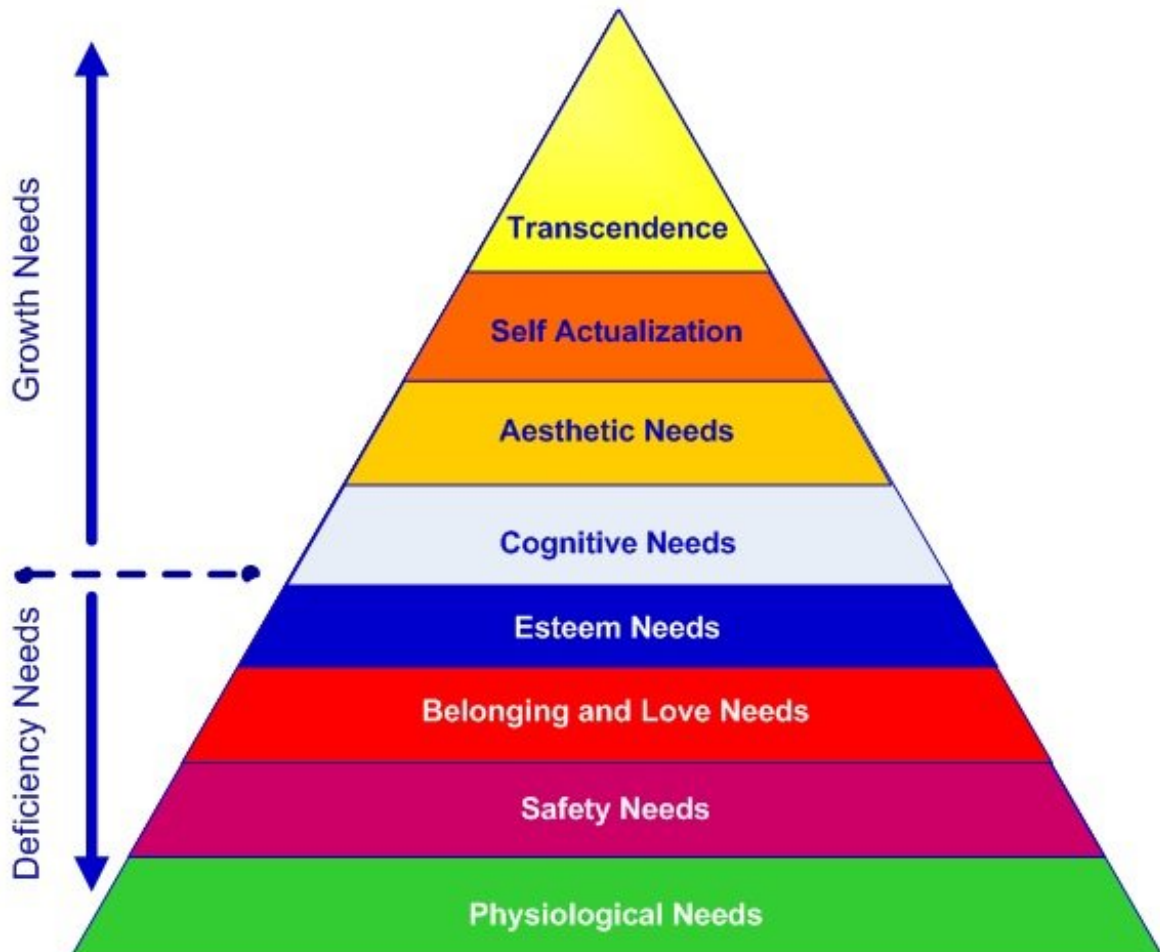 Growth Needs
Deficiency Needs
Transcendence
Self Actualization
Aesthetic Needs
Cognitive Needs
Esteem Needs
Belonging and Love Needs
Safety Needs
Physiological Needs